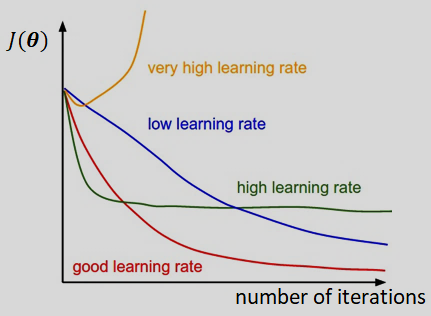 J(θ)
very high learning rate
low learning rate
high learning rate
good learning rate
number of iterations